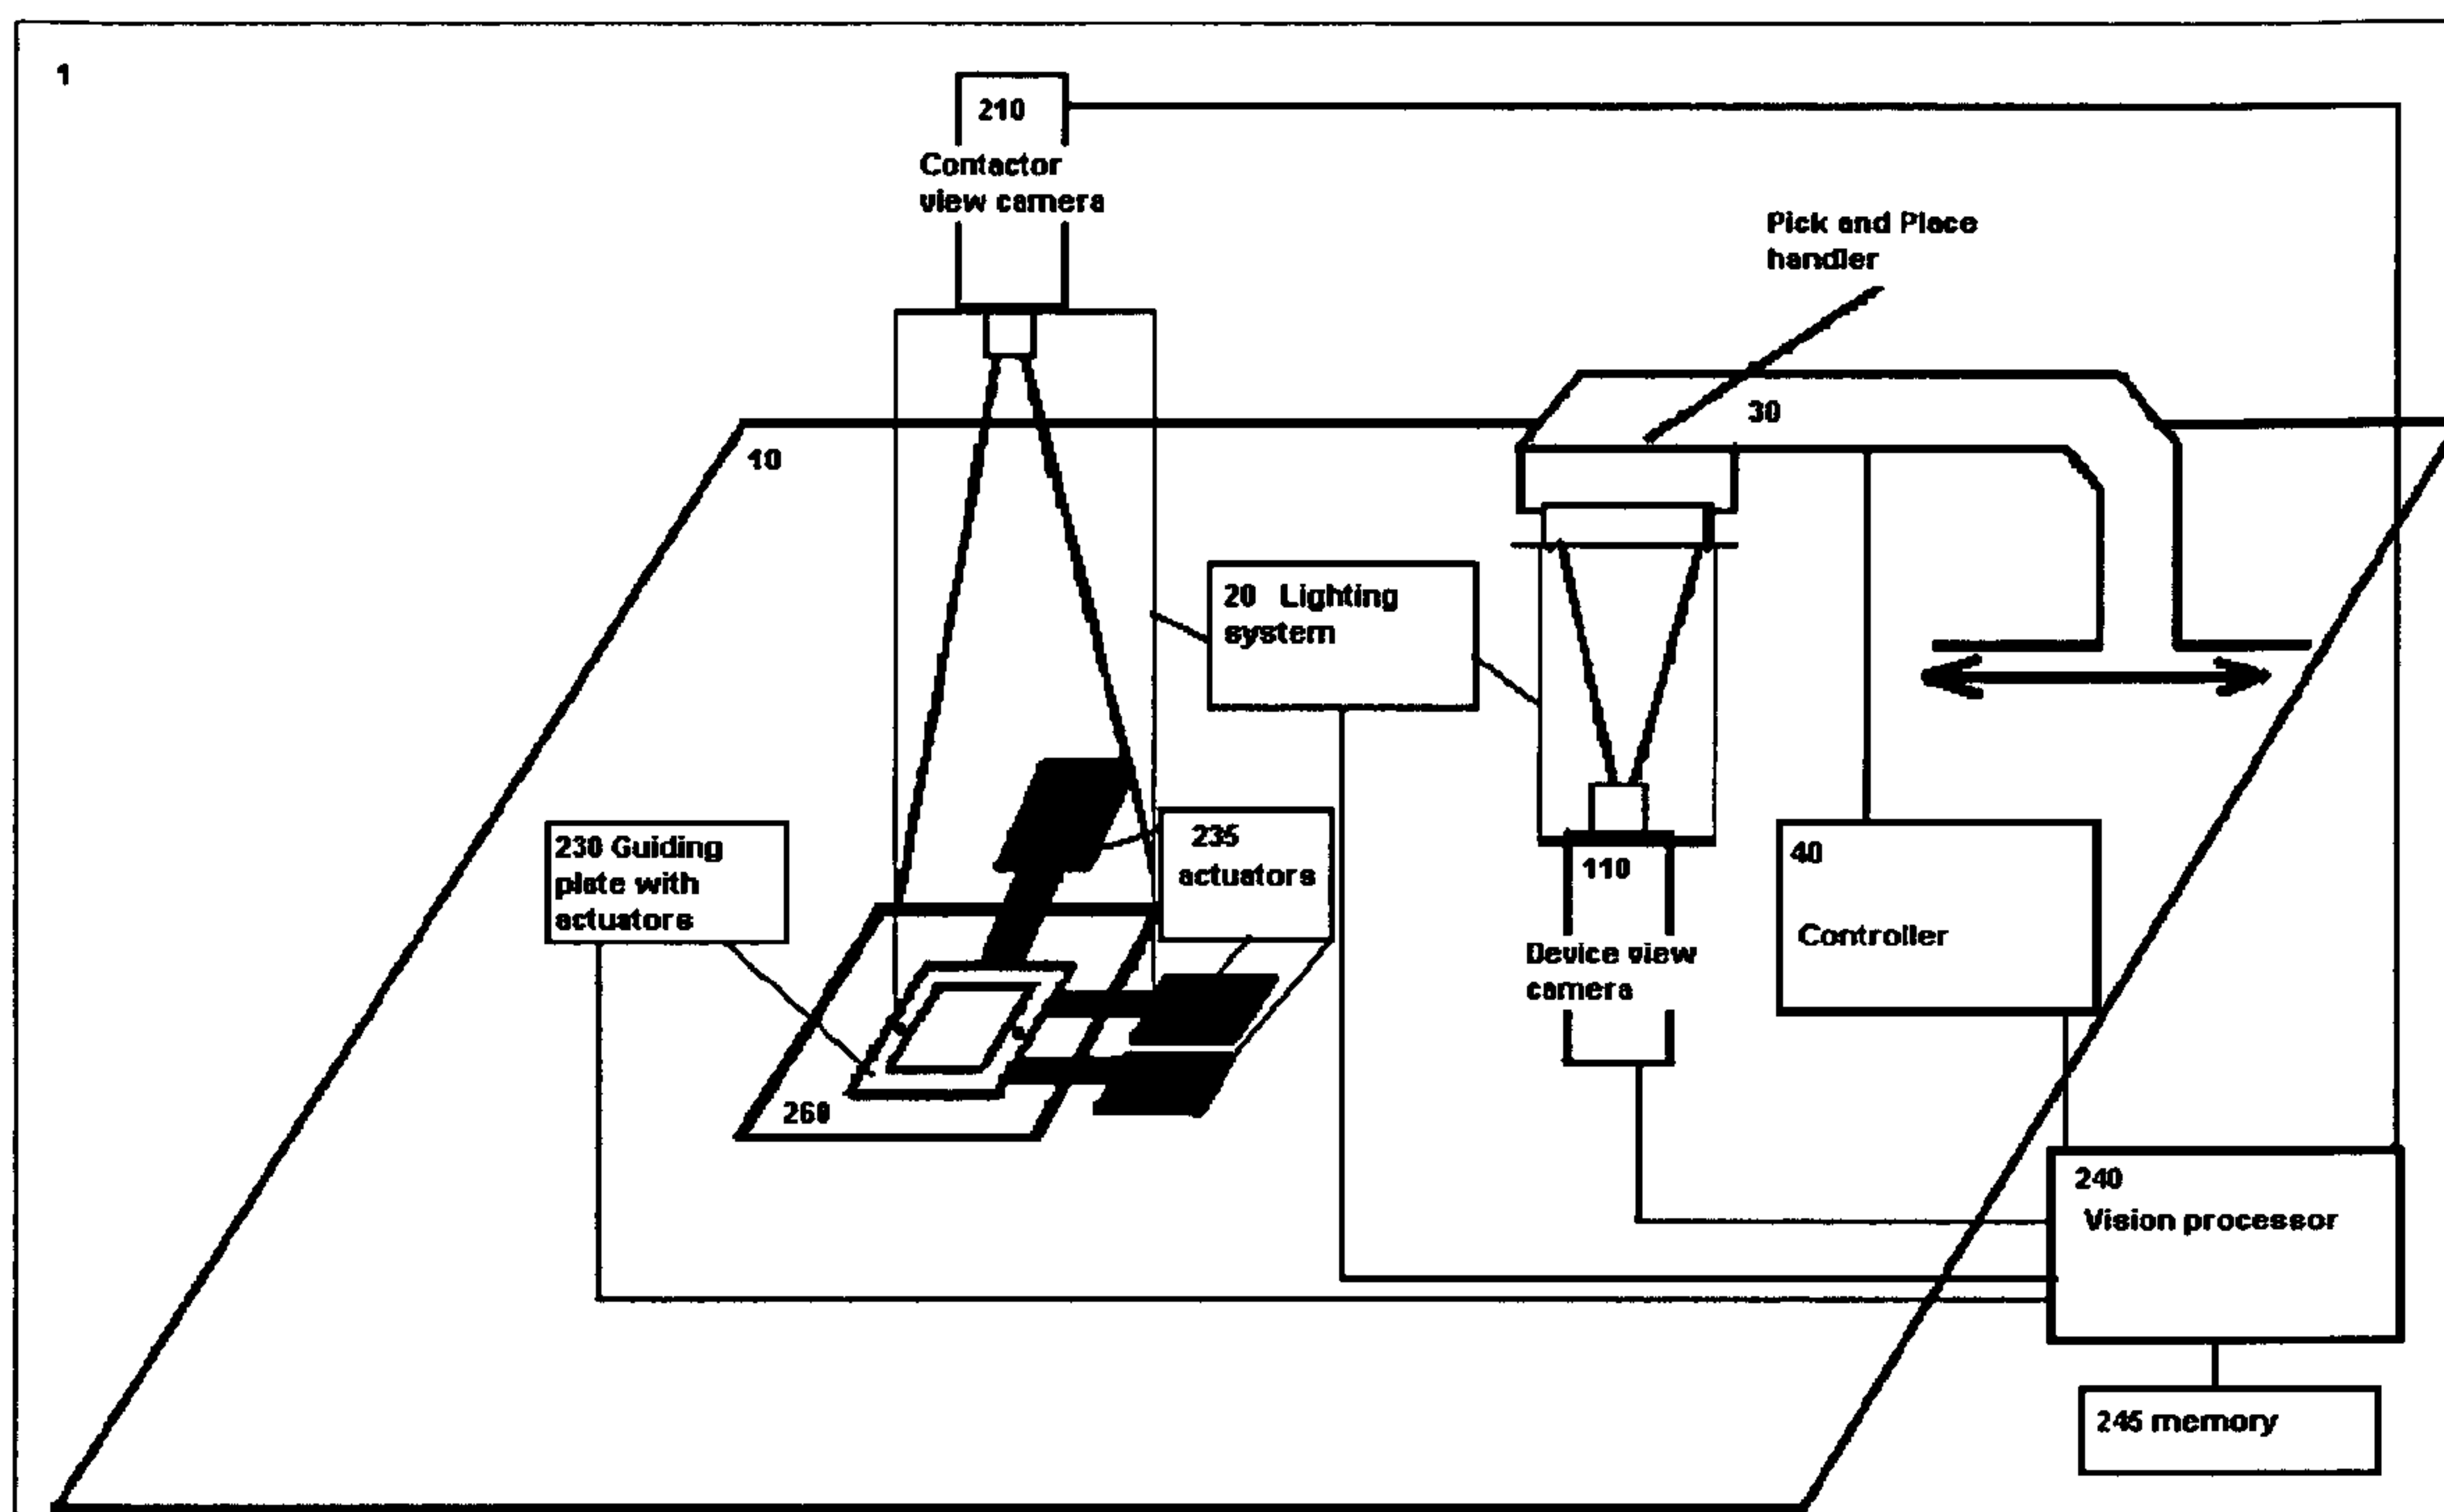 1
210
Contactor
view camera
Pick and Place
handler
30
10
20 Lighting
system
230 Guiding
plate with
actuators
235
actuators
110
Device view
camera
40
Controller
260
240
Vision processor
245 memory